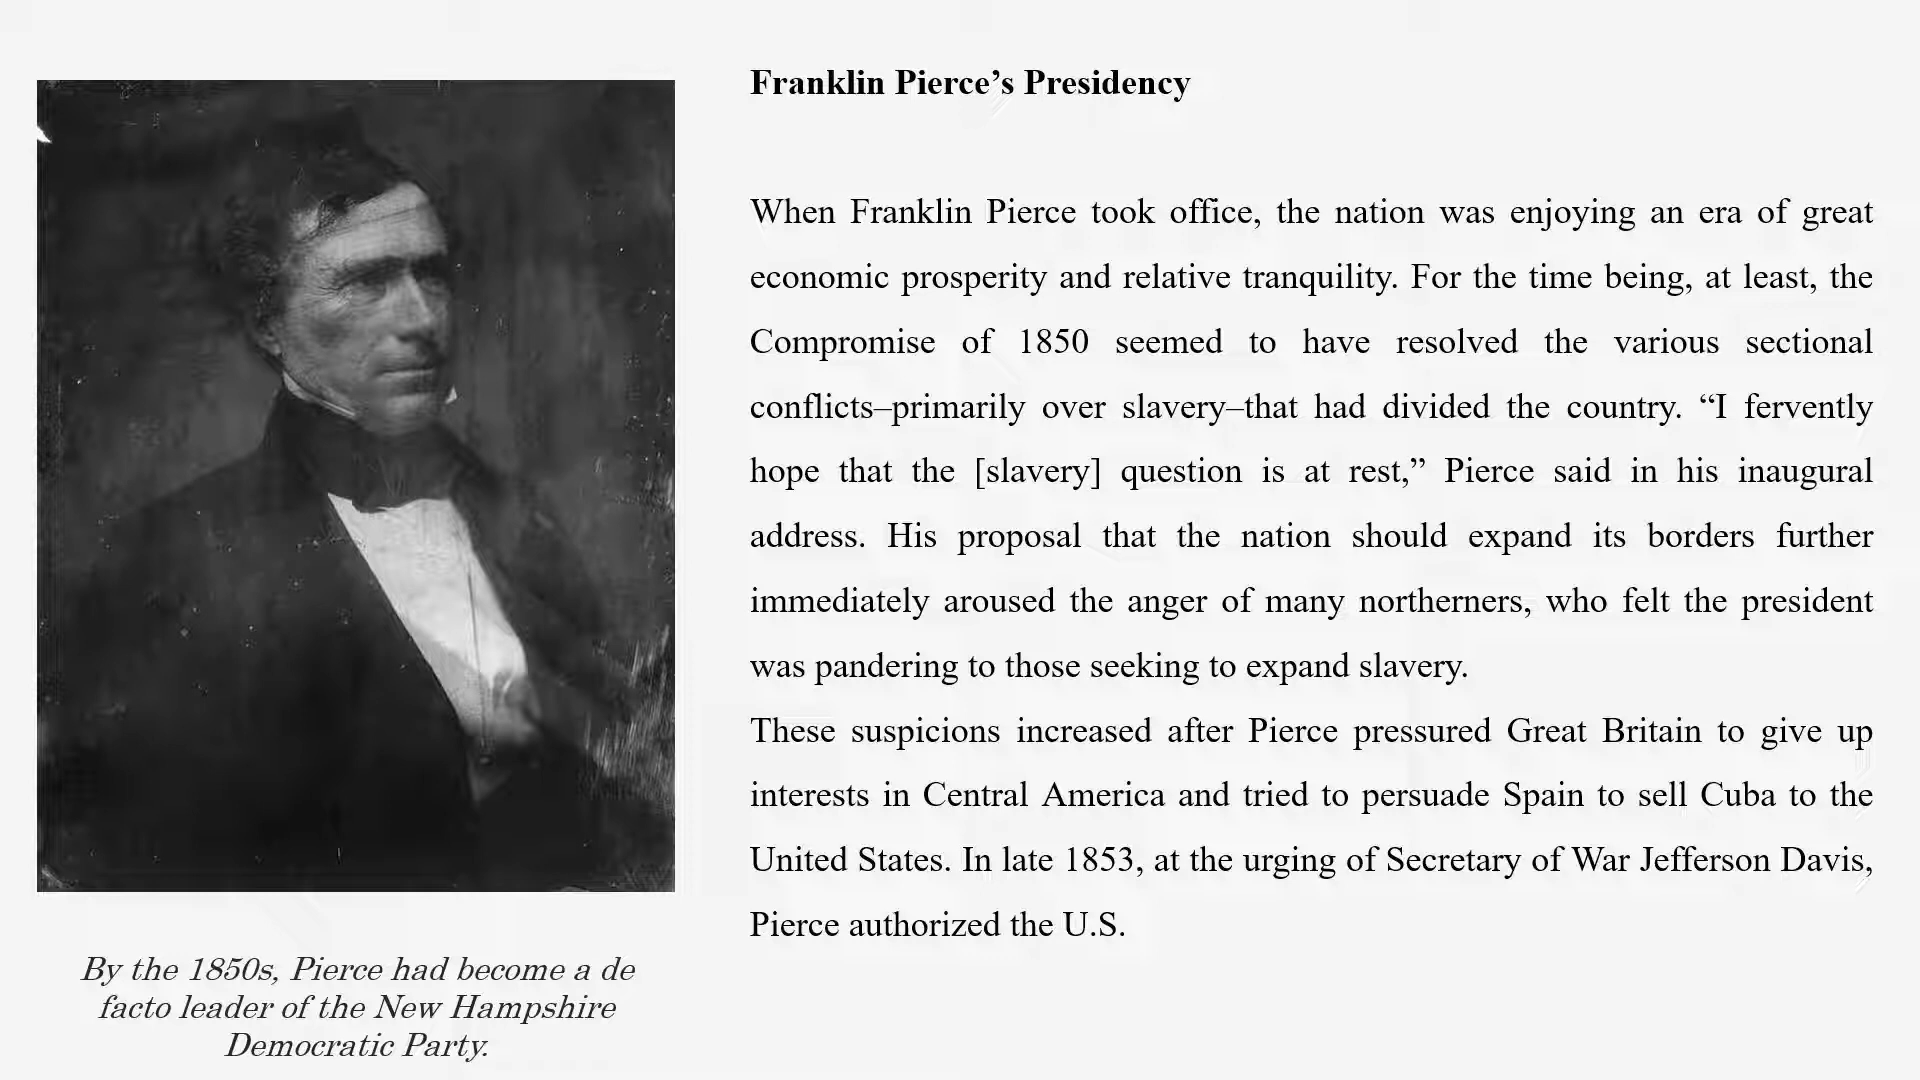 Franklin Pierce’s Presidency
When Franklin Pierce took office, the nation was enjoying an era of great
economic prosperity and relative tranquility. For the time being, at least, the
Compromise of 1850 seemed to have resolved the various sectional
conflicts–primarily over slavery–that had divided the country. “I fervently
hope that the [slavery] question is at rest,” Pierce said in his inaugural
address. His proposal that the nation should expand its borders further
immediately aroused the anger of many northerners, who felt the president
was pandering to those seeking to expand slavery.
These suspicions increased after Pierce pressured Great Britain to give up
interests in Central America and tried to persuade Spain to sell Cuba to the
United States. In late 1853, at the urging of Secretary of War Jefferson Davis,
Pierce authorized the U.S.
By the 1850s, Pierce had become a de
facto leader of the New Hampshire
Democratic Party.